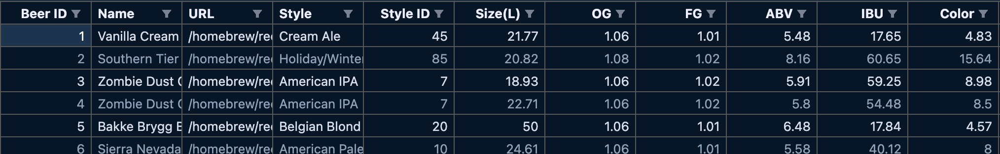 Beer ID Name URL Style Style ID Size(L) OG FG ABV IBU Color
1 Vanilla Cream /homebrew/re Cream Ale 45 21.77 1.06 1.01 5.48 17.65 4.83
2 Southern Tier /homebrew/re Holiday/Winter 85 20.82 1.08 1.02 8.16 60.65 15.64
3 Zombie Dust /homebrew/re American IPA 7 18.93 1.06 1.02 5.91 59.25 8.98
4 Zombie Dust /homebrew/re American IPA 7 22.71 1.06 1.02 5.8 54.48 8.5
5 Bakke Brygg B /homebrew/re Belgian Blond 20 50 1.06 1.01 6.48 17.84 4.57
6 Sierra Nevada /homebrew/re American Pale 10 24.61 1.06 1.01 5.58 40.12 8